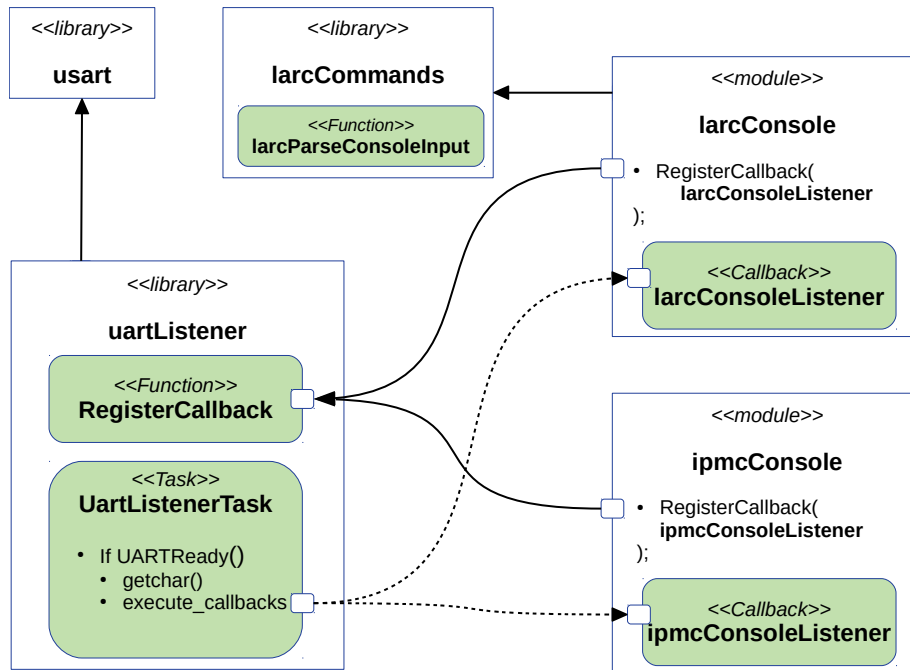 <<library>>
usart
<<library>>
larcCommands
<<Function>>
larcParseConsoleInput
<<module>>
larcConsole
• RegisterCallback(
larcConsoleListener
);
<<Callback>>
larcConsoleListener
<<library>>
uartListener
<<Function>>
RegisterCallback
<<Task>>
UartListenerTask
• If UARTReady()
• getchar()
• execute_callbacks
<<module>>
ipmcConsole
• RegisterCallback(
ipmcConsoleListener
);
<<Callback>>
ipmcConsoleListener